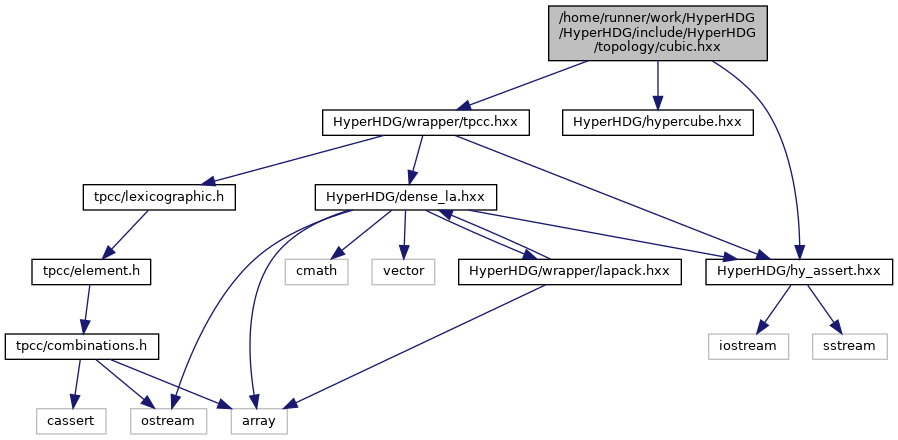 /home/runner/work/HyperHDG
/HyperHDG/include/HyperHDG
/topology/cubic.hxx
HyperHDG/wrapper/tpcc.hxx
HyperHDG/hypercube.hxx
tpcc/lexicographic.h
HyperHDG/dense_la.hxx
tpcc/element.h
cmath
vector
HyperHDG/wrapper/lapack.hxx
HyperHDG/hy_assert.hxx
tpcc/combinations.h
iostream
sstream
cassert
ostream
array